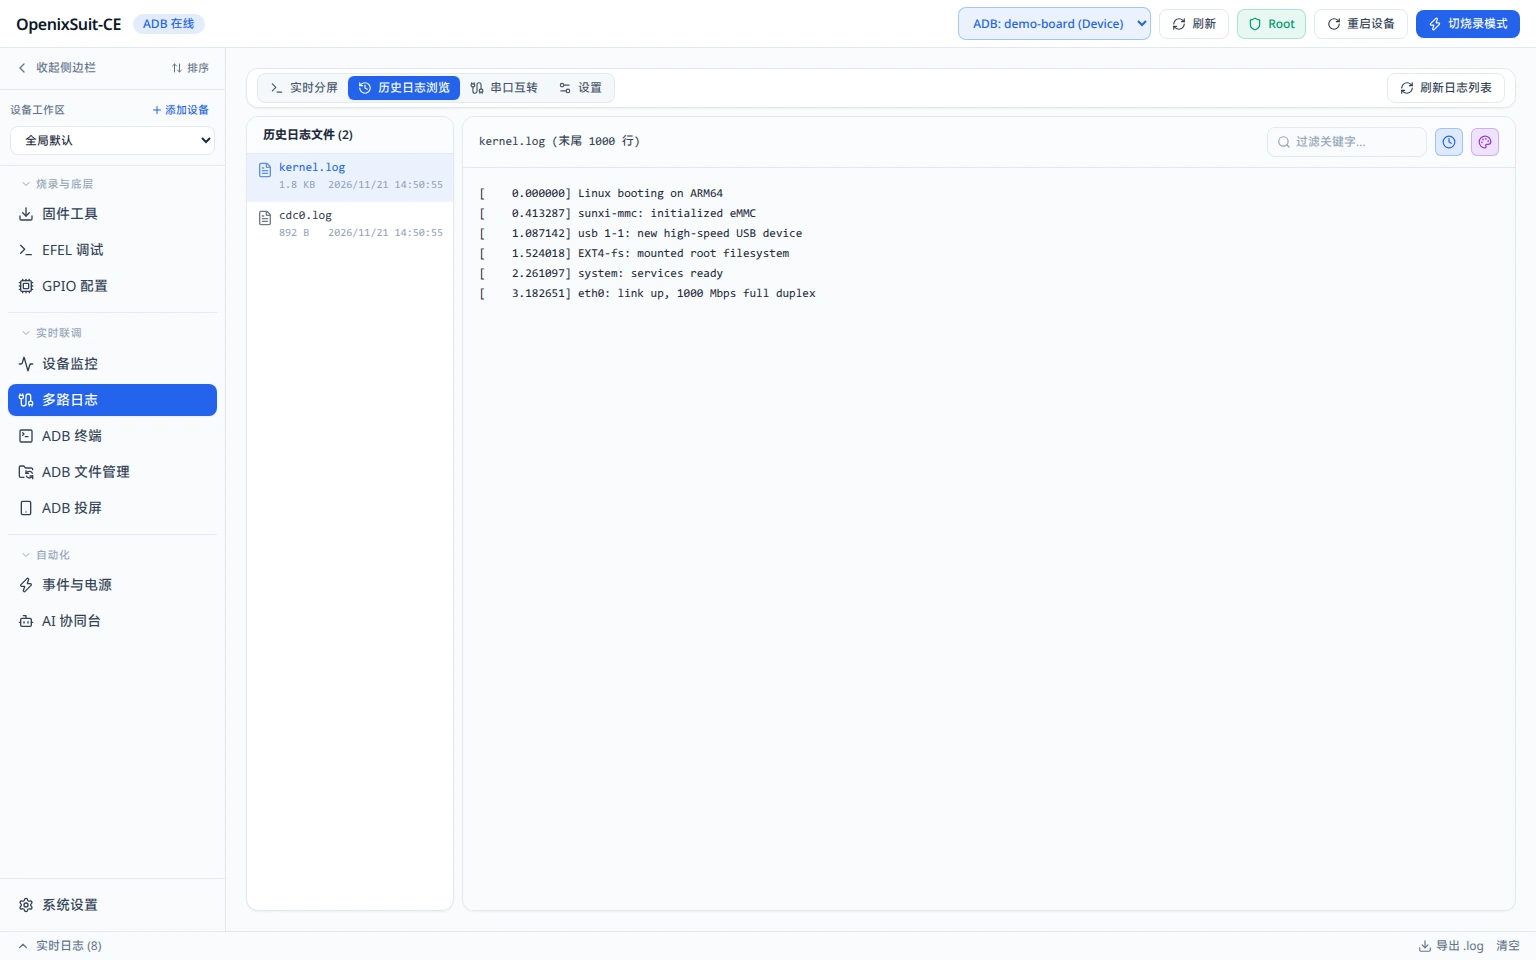 OpenixSuit-CE
ADB 在线
ADB: demo-board (Device)
刷新
Root
重启设备
切烧录模式
收起侧边栏
排序
设备工作区
添加设备
全局默认
烧录与底层
固件工具
EFEL 调试
GPIO 配置
实时联调
设备监控
多路日志
ADB 终端
ADB 文件管理
ADB 投屏
自动化
事件与电源
AI 协同台
系统设置
实时分屏
历史日志浏览
串口互转
设置
刷新日志列表
历史日志文件 (2)
kernel.log
1.8 KB 2026/11/21 14:50:55
cdc0.log
892 B 2026/11/21 14:50:55
kernel.log (末尾 1000 行)
过滤关键字...
[    0.000000] Linux booting on ARM64
[    0.413287] sunxi-mmc: initialized eMMC
[    1.087142] usb 1-1: new high-speed USB device
[    1.524018] EXT4-fs: mounted root filesystem
[    2.261097] system: services ready
[    3.182651] eth0: link up, 1000 Mbps full duplex
实时日志 (8)
导出 .log
清空